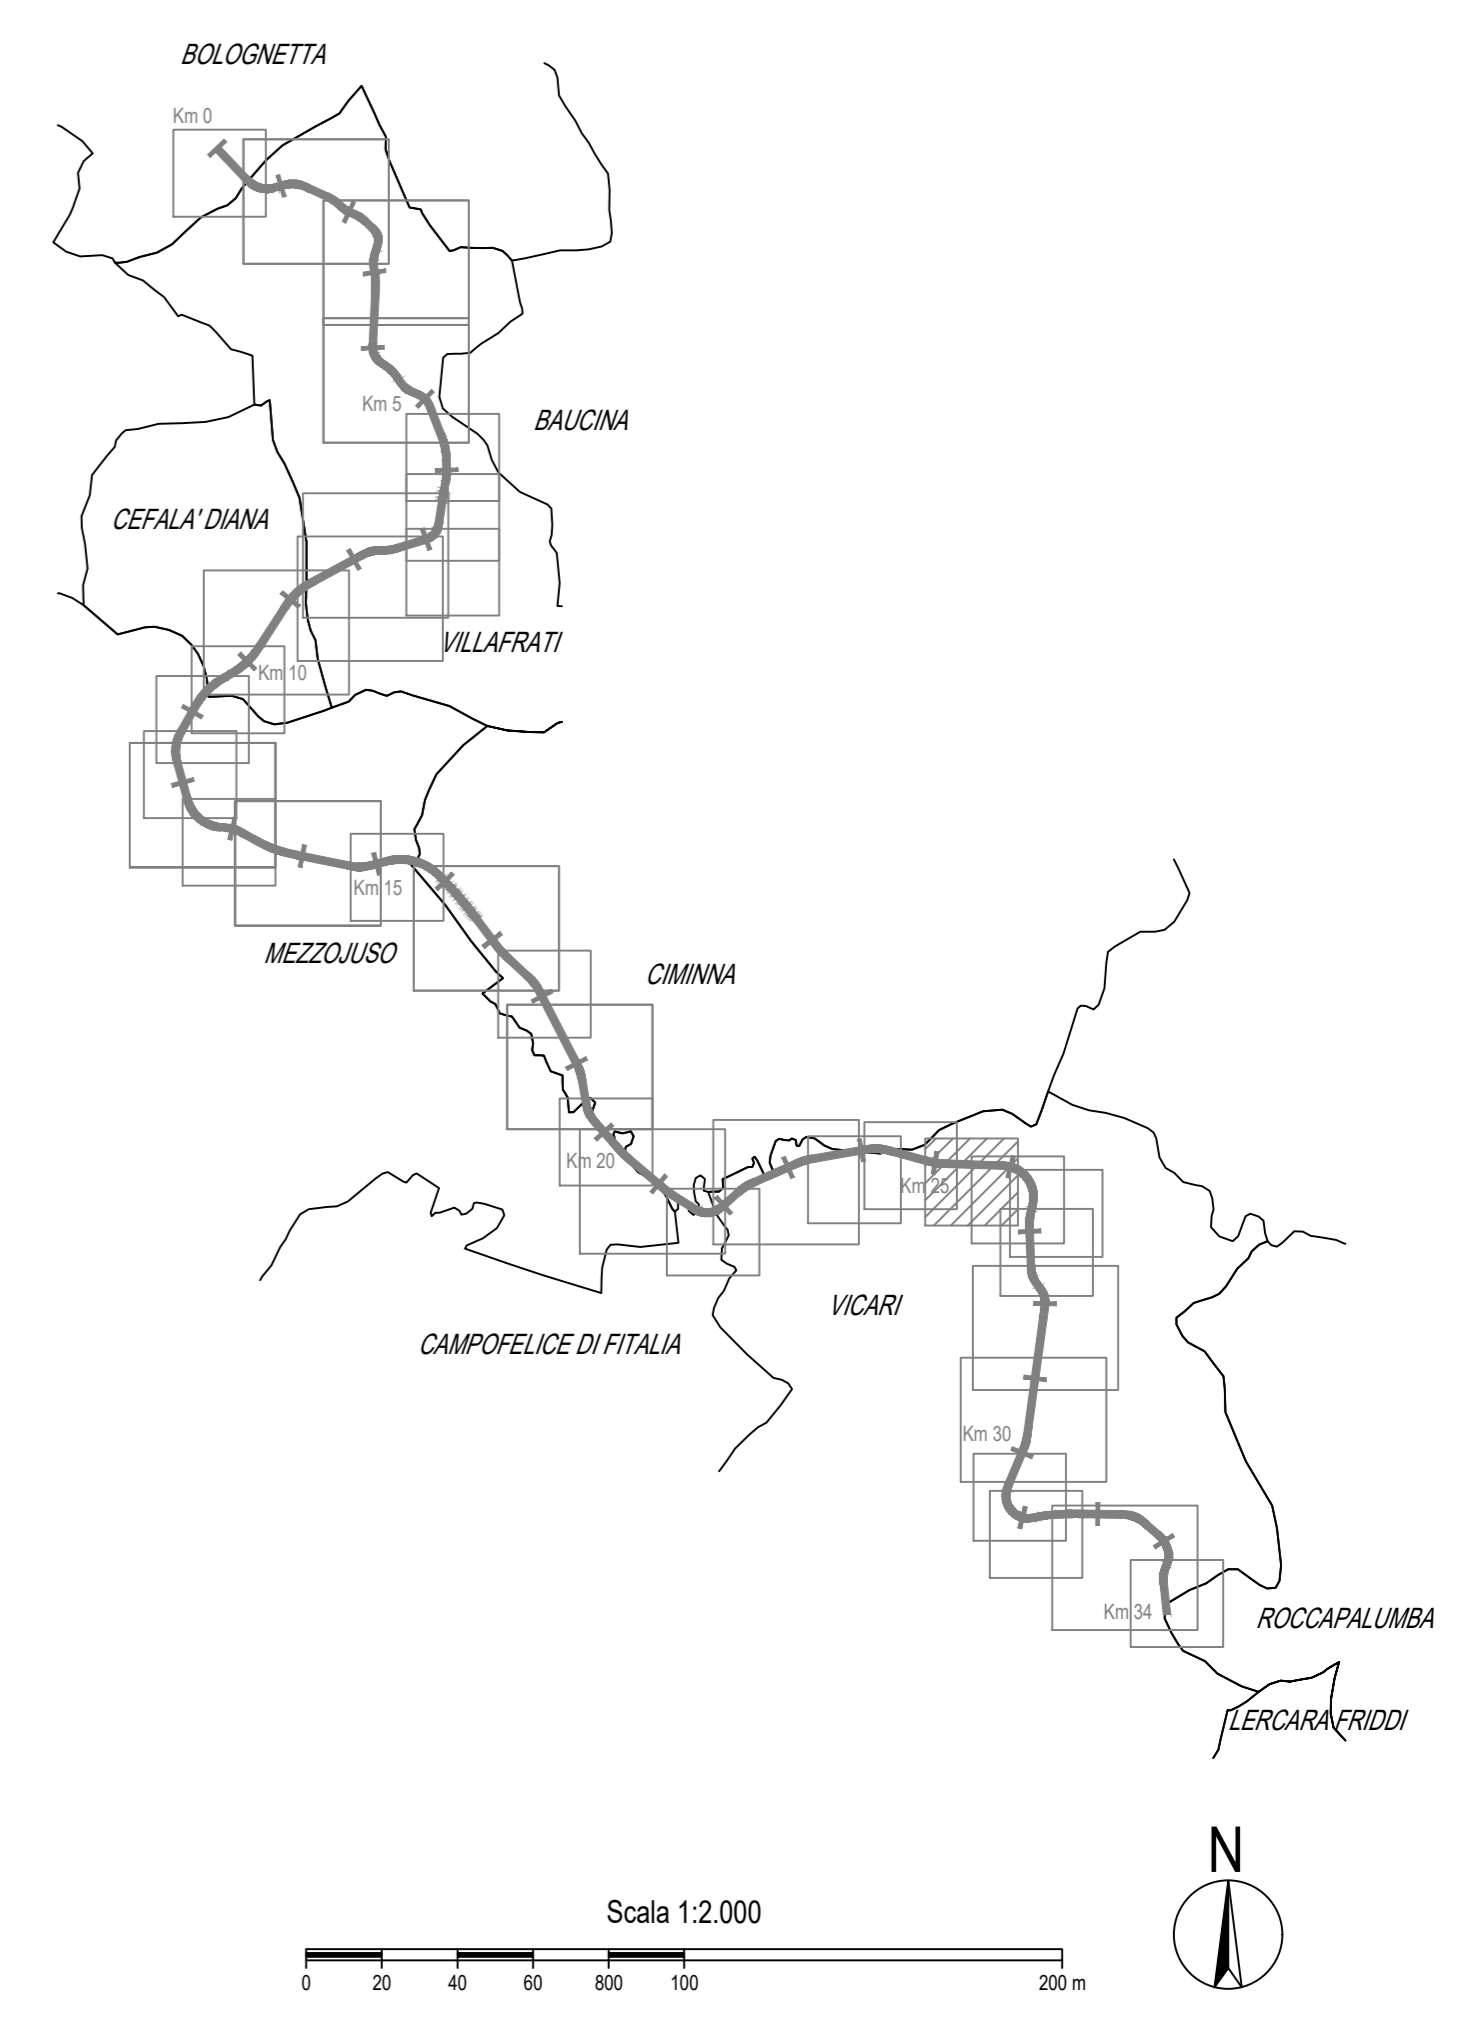 BOLOGNETTA
Km 0
Km 5
BAUCINA
CEFALA' DIANA
VILLAFRATI
Km 10
Km 15
MEZZOJUSO
CIMINNA
Km 20
Km 25
VICARI
CAMPOFELICE DI FITALIA
Km 30
Km 34
ROCCAPALUMBA
LERCARA FRIDDI
N
Scala 1:2.000
0 20 40 60 800 100 200 m